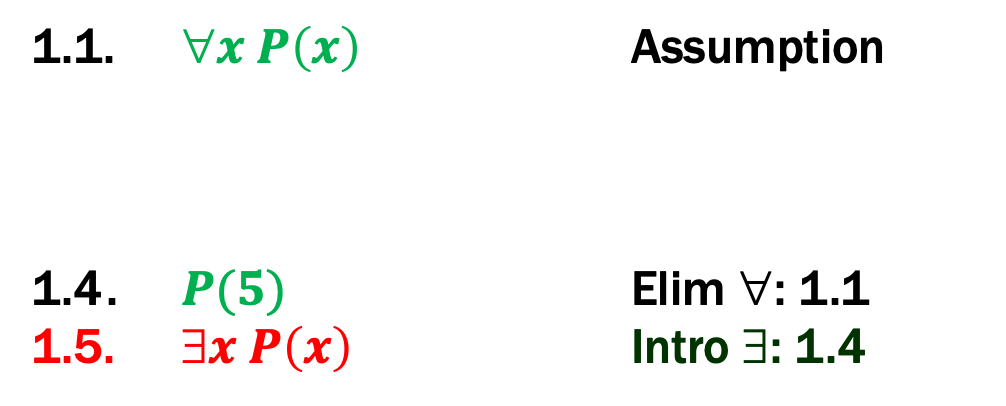 1.1. ∀x P(x) Assumption
1.4. P(5) Elim ∀: 1.1
1.5. ∃x P(x) Intro ∃: 1.4